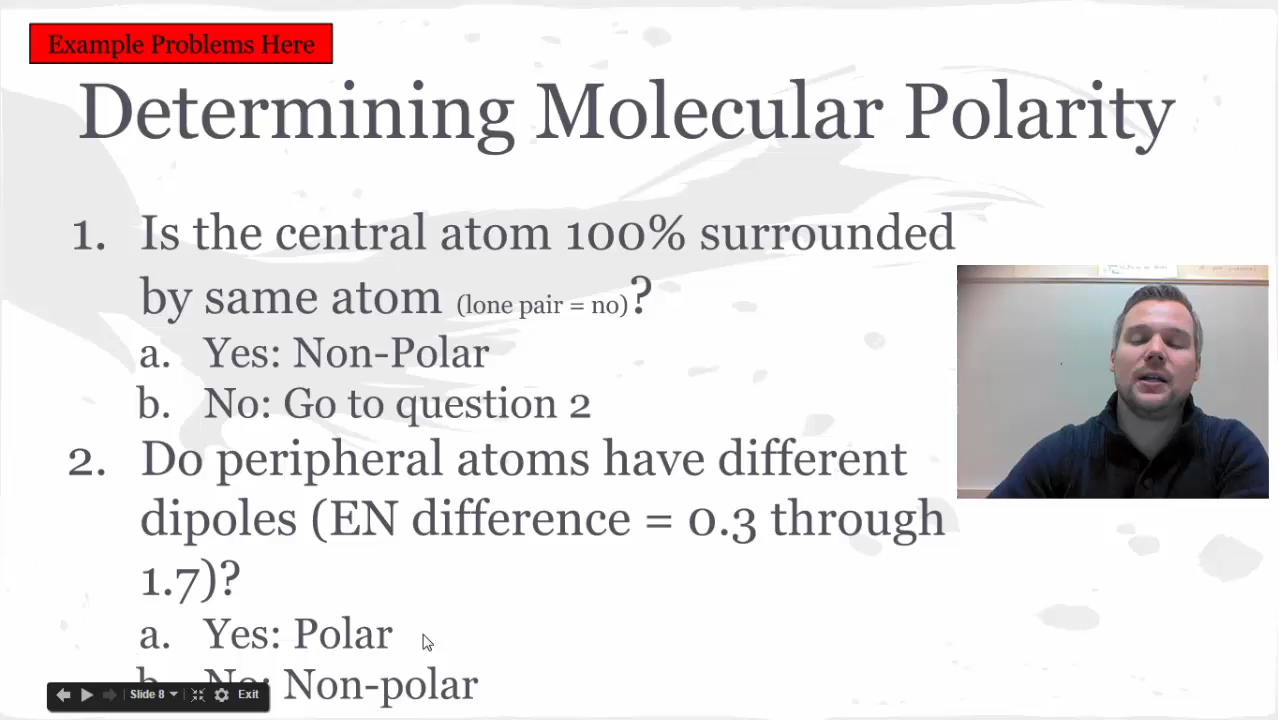 Example Problems Here
Determining Molecular Polarity
1. Is the central atom 100% surrounded
by same atom (lone pair = no)?
a. Yes: Non-Polar
b. No: Go to question 2
2. Do peripheral atoms have different
dipoles (EN difference = 0.3 through
1.7)?
a. Yes: Polar
b. No: Non-polar
Slide 8 Exit